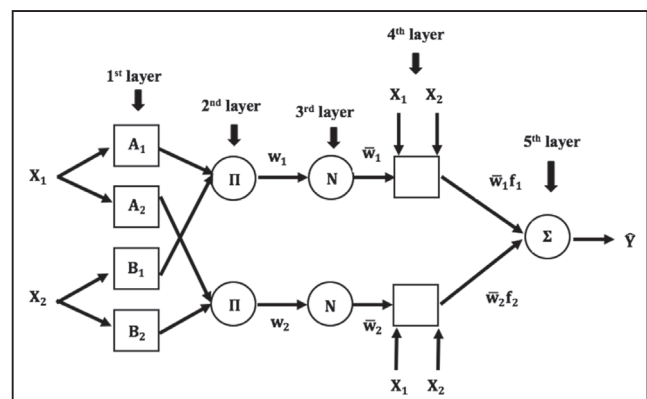 4th layer
1st layer
X₁ X₂
2nd layer
3rd layer
5th layer
A₁
w₁
w̅₁
X₁
Π
N
w̅₁f₁
A₂
Σ
Ŷ
B₁
X₂
w̅₂f₂
Π
N
B₂
w₂
w̅₂
X₁ X₂